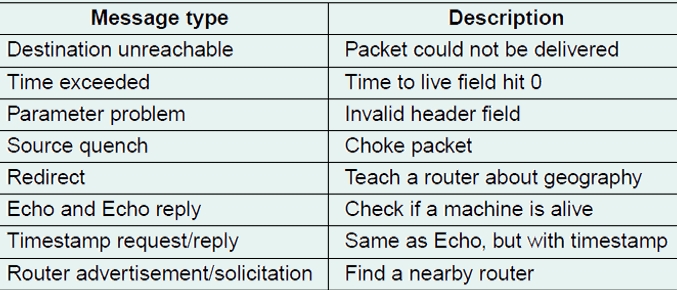 Message type Description
Destination unreachable Packet could not be delivered
Time exceeded Time to live field hit 0
Parameter problem Invalid header field
Source quench Choke packet
Redirect Teach a router about geography
Echo and Echo reply Check if a machine is alive
Timestamp request/reply Same as Echo, but with timestamp
Router advertisement/solicitation Find a nearby router